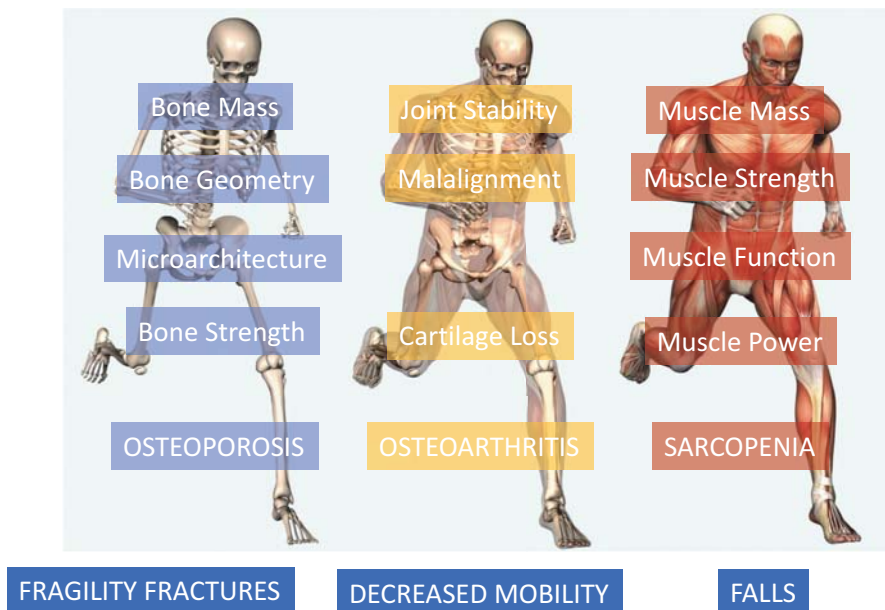 Bone Mass
Bone Geometry
Microarchitecture
Bone Strength
OSTEOPOROSIS
FRAGILITY FRACTURES
Joint Stability
Malalignment
Cartilage Loss
OSTEOARTHRITIS
DECREASED MOBILITY
Muscle Mass
Muscle Strength
Muscle Function
Muscle Power
SARCOPENIA
FALLS